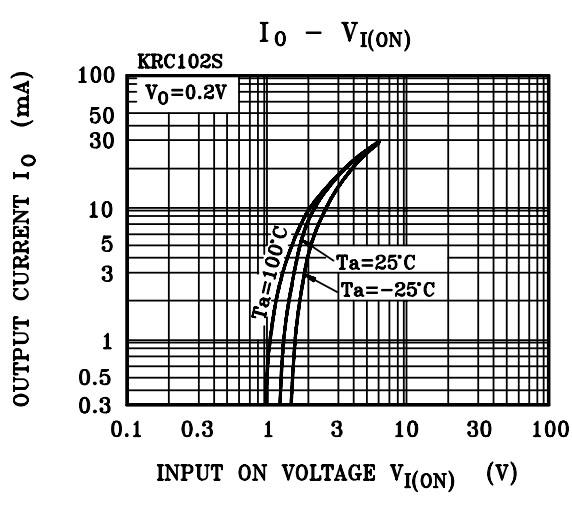 I_O – V_I(ON)
KRC102S
V_O=0.2V
OUTPUT CURRENT I_O (mA)
100
50
30
10
5
3
1
0.5
0.3
Ta=100°C
Ta=25°C
Ta=-25°C
0.1 0.3 1 3 10 30 100
INPUT ON VOLTAGE V_I(ON) (V)